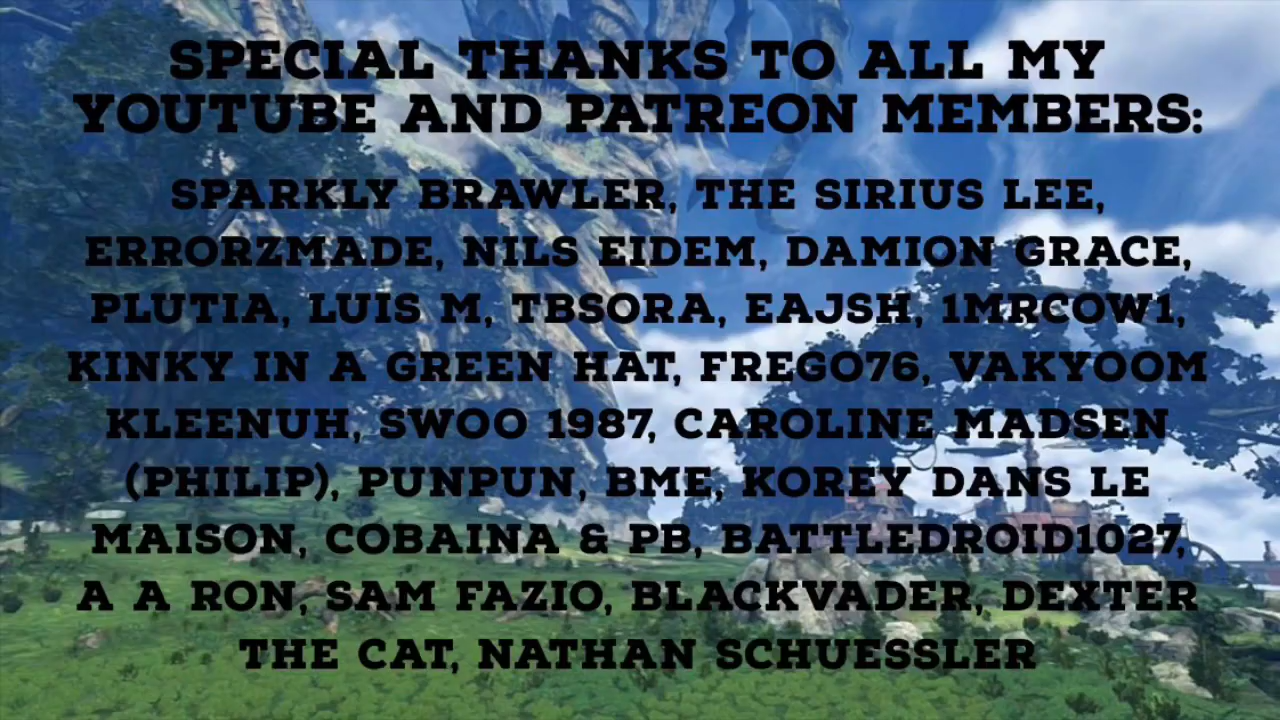 SPECIAL THANKS TO ALL MY
YOUTUBE AND PATREON MEMBERS:
SPARKLY BRAWLER, THE SIRIUS LEE,
ERRORZMADE, NILS EIDEM, DAMION GRACE,
PLUTIA, LUIS M, TBSORA, EAJSH, 1MRCOW1,
KINKY IN A GREEN HAT, FREGO76, VAKYOOM
KLEENUH, SWOO 1987, CAROLINE MADSEN
(PHILIP), PUNPUN, BME, KOREY DANS LE
MAISON, COBAINA & PB, BATTLEDROID1027,
A A RON, SAM FAZIO, BLACKVADER, DEXTER
THE CAT, NATHAN SCHUESSLER